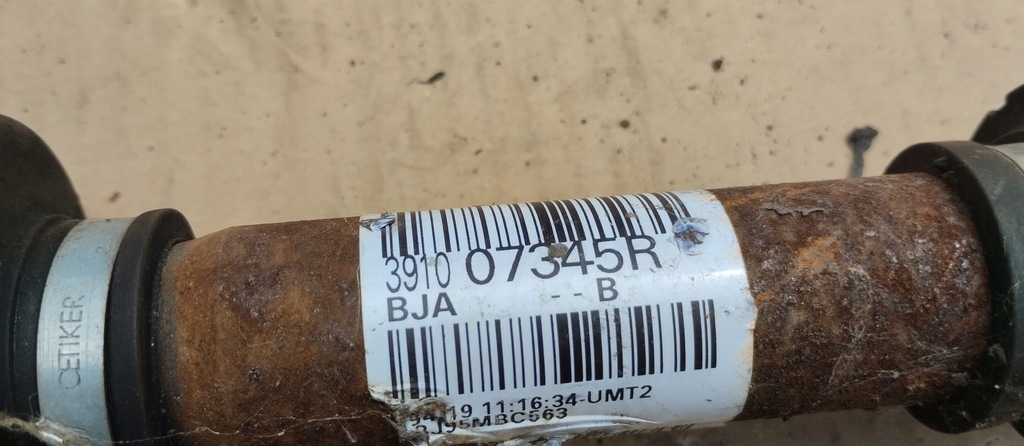 OETIKER
3910 07345R
BJA -- B
11:16:34-UMT2